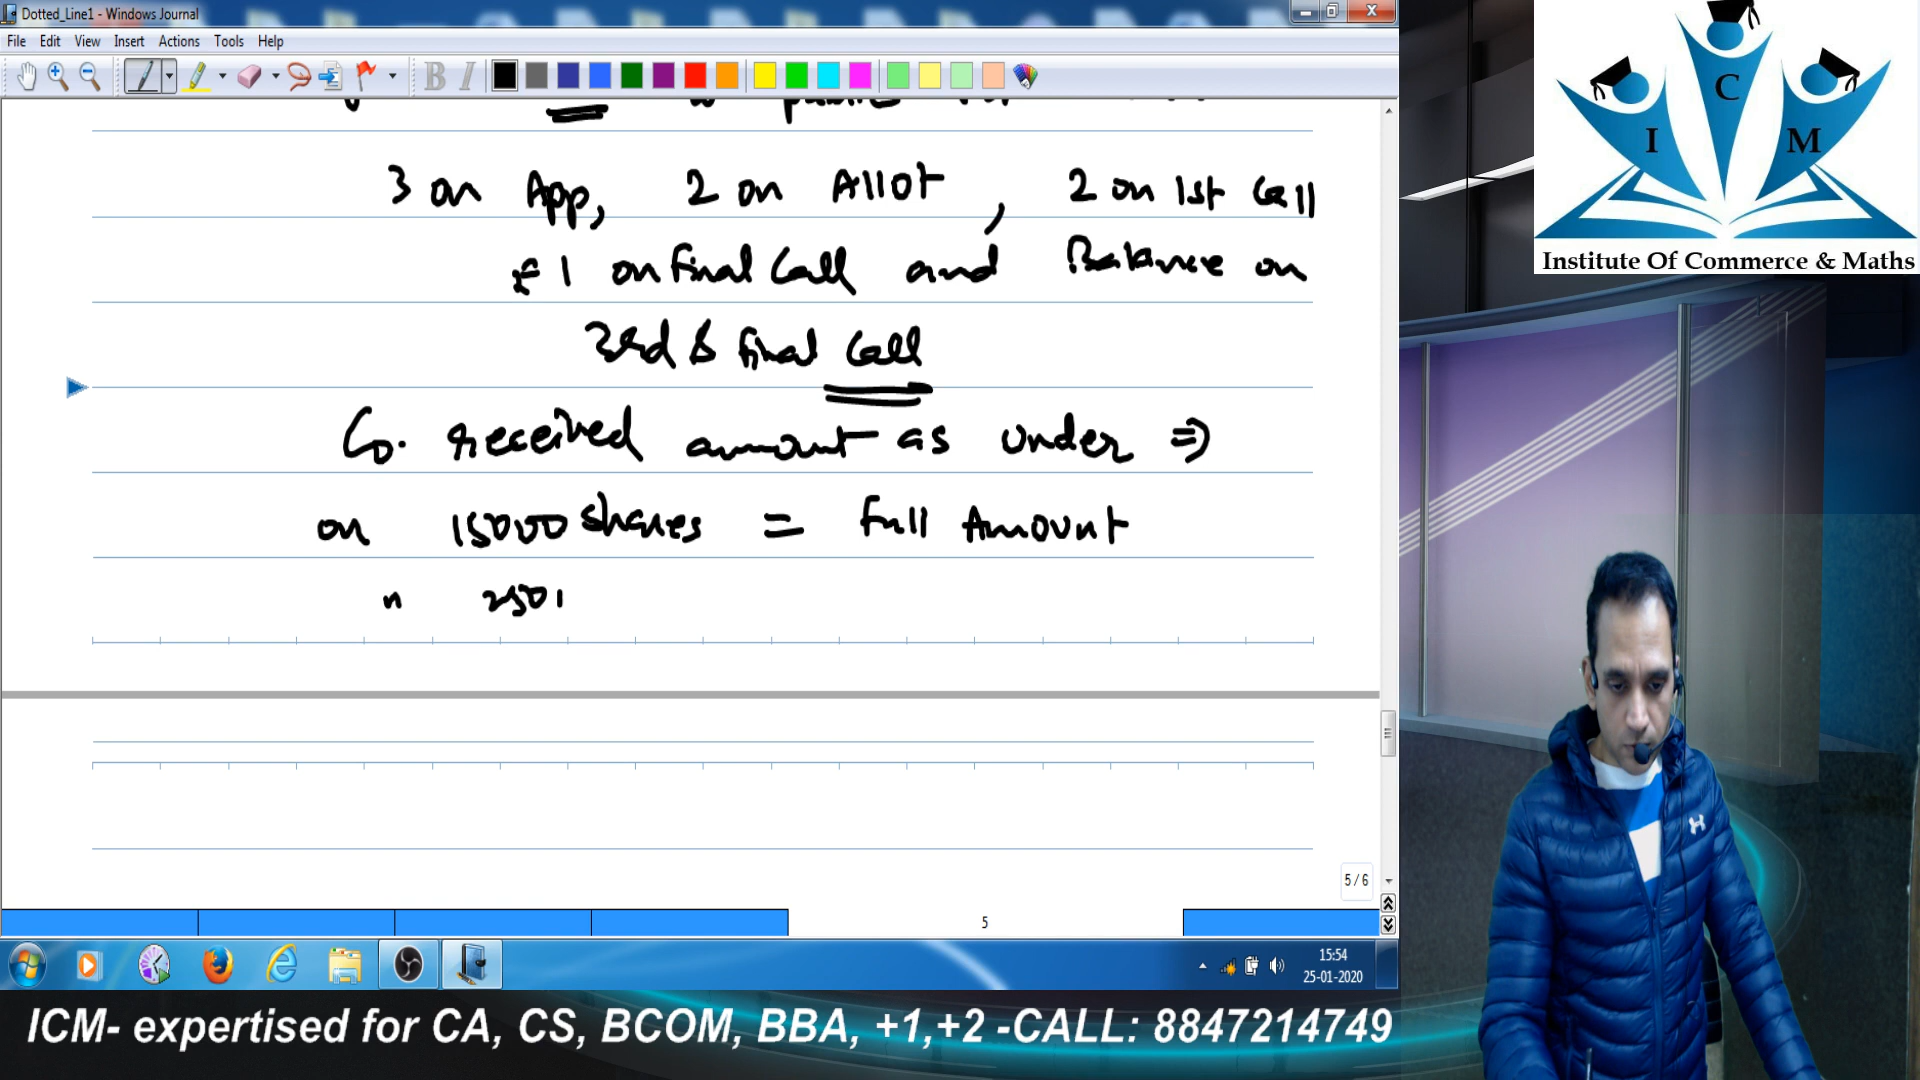 Dotted_Line1 - Windows Journal
File Edit View Insert Actions Tools Help
B I
3 on App, 2 on Allot, 2 on 1st Call
1 on final Call and Balance on
3rd & final Call
Co. received amount as under ⇒
on 15000 shares = full Amount
" 250
5 / 6
5
15:54
25-01-2020
I C M
Institute Of Commerce & Maths
ICM- expertised for CA, CS, BCOM, BBA, +1,+2 -CALL: 8847214749